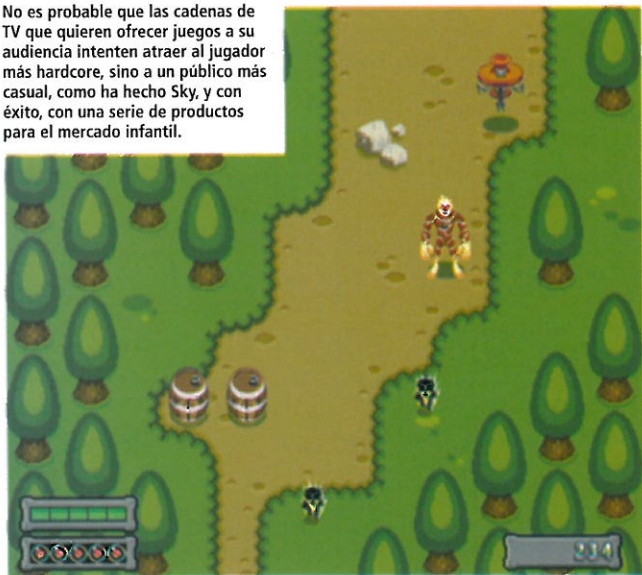 No es probable que las cadenas de
TV que quieren ofrecer juegos a su
audiencia intenten atraer al jugador
más hardcore, sino a un público más
casual, como ha hecho Sky, y con
éxito, con una serie de productos
para el mercado infantil.
234